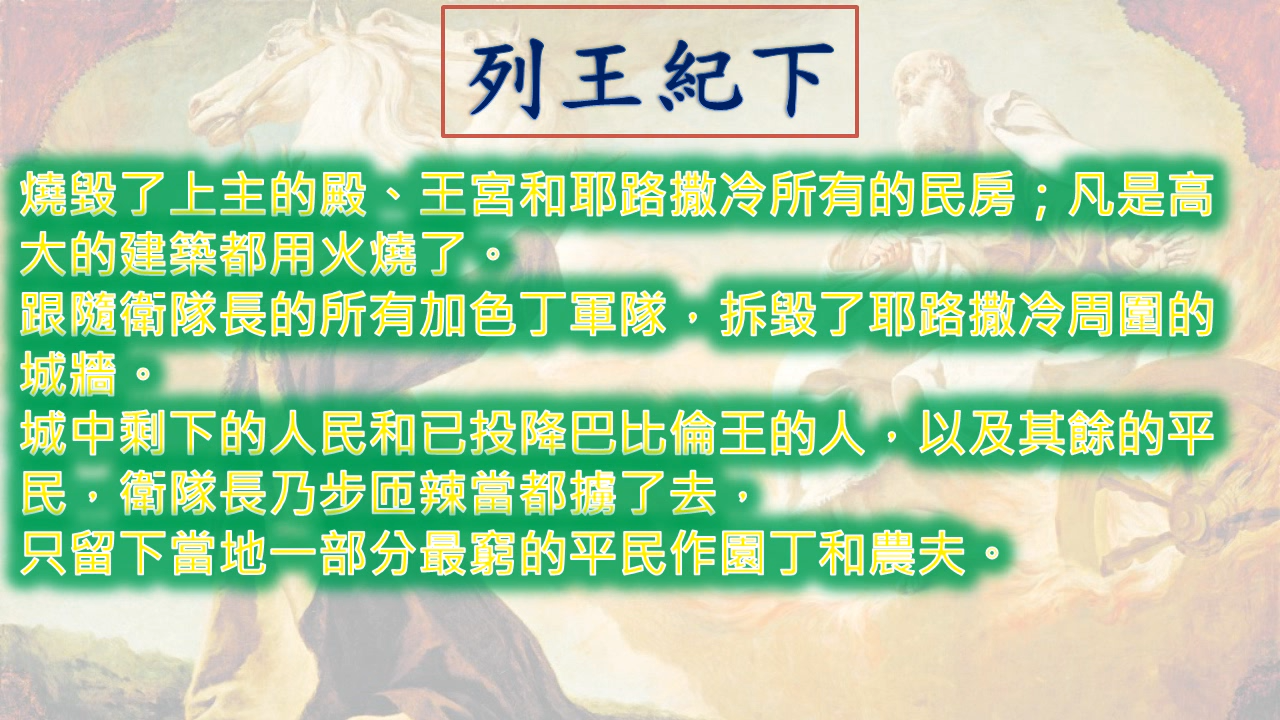 列王紀下
燒毀了上主的殿、王宮和耶路撒冷所有的民房；凡是高
大的建築都用火燒了。
跟隨衛隊長的所有加色丁軍隊，拆毀了耶路撒冷周圍的
城牆。
城中剩下的人民和已投降巴比倫王的人，以及其餘的平
民，衛隊長乃步匝辣當都擄了去，
只留下當地一部分最窮的平民作園丁和農夫。